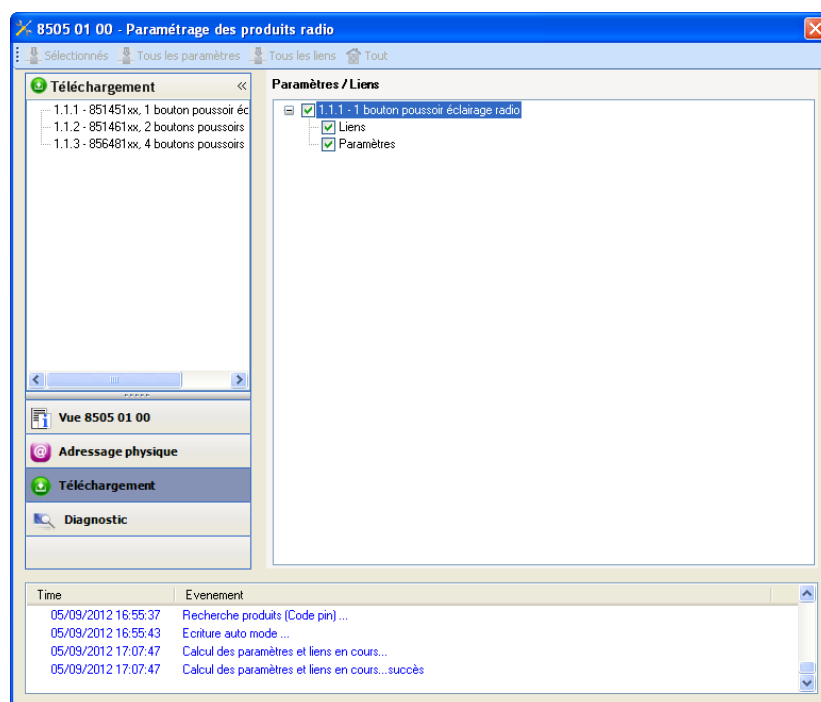 8505 01 00 - Paramétrage des produits radio
Sélectionnés Tous les paramètres Tous les liens Tout
Téléchargement «
1.1.1 - 851451xx, 1 bouton poussoir éc
1.1.2 - 851461xx, 2 boutons poussoirs
1.1.3 - 856481xx, 4 boutons poussoirs
Vue 8505 01 00
Adressage physique
Téléchargement
Diagnostic
Paramètres / Liens
1.1.1 - 1 bouton poussoir éclairage radio
Liens
Paramètres
Time Evenement
05/09/2012 16:55:37 Recherche produits (Code pin) ...
05/09/2012 16:55:43 Ecriture auto mode ...
05/09/2012 17:07:47 Calcul des paramètres et liens en cours...
05/09/2012 17:07:47 Calcul des paramètres et liens en cours...succès